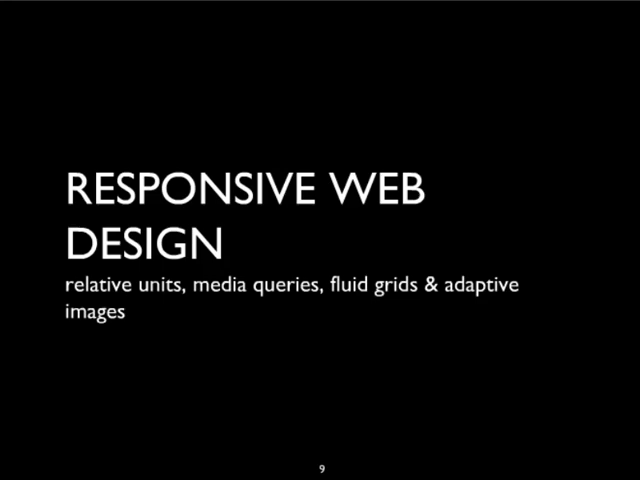 RESPONSIVE WEB
DESIGN
relative units, media queries, fluid grids & adaptive
images
9